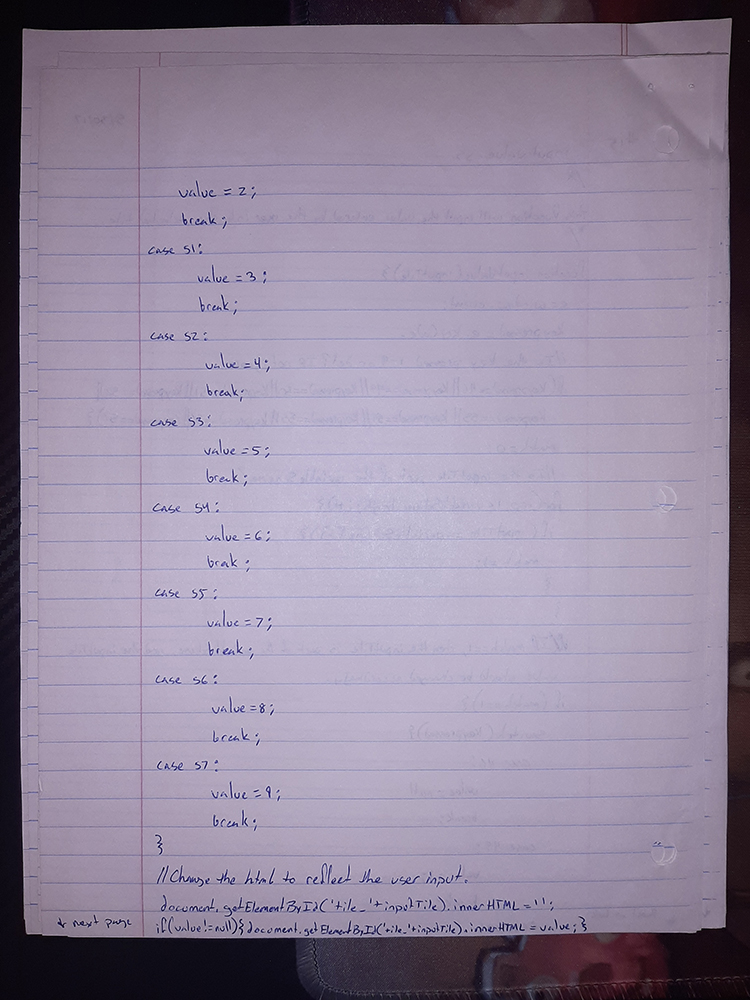 value = 2;
break;
case 51:
value = 3;
break;
case 52:
value = 4;
break;
case 53:
value = 5;
break;
case 54:
value = 6;
break;
case 55:
value = 7;
break;
case 56:
value = 8;
break;
case 57:
value = 9;
break;
}
//Change the html to reflect the user input.
document.getElementById('tile_'+inputTile).innerHTML = '';
↓ next page if(value!=null){document.getElementById('tile_'+inputTile).innerHTML = value;}